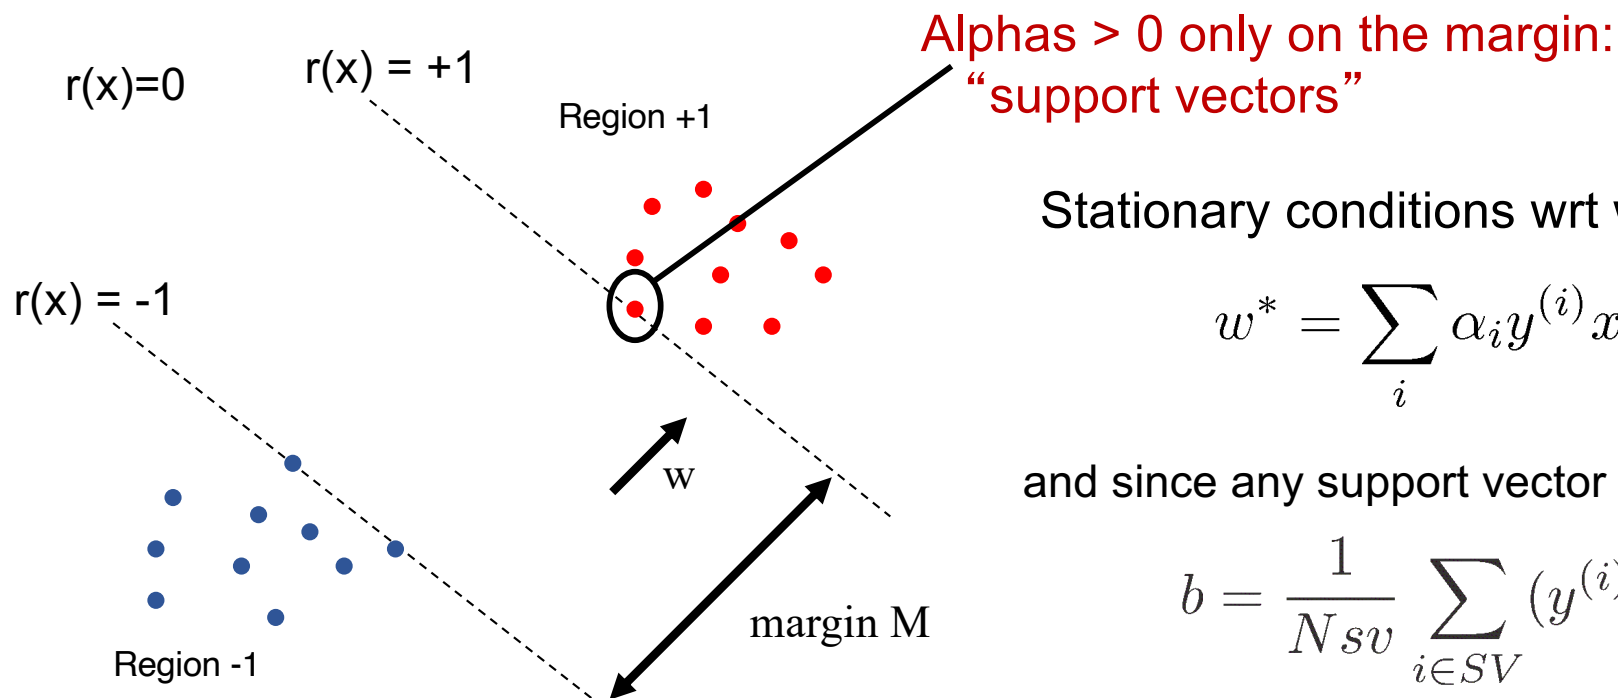 Alphas > 0 only on the margin:
“support vectors”
r(x)=0
r(x) = +1
Region +1
Stationary conditions wrt
r(x) = -1
w* = ∑ᵢ αᵢ y⁽ⁱ⁾ x
w
and since any support vector
b = 1/Nsv ∑_{i∈SV} (y⁽ⁱ⁾
margin M
Region -1